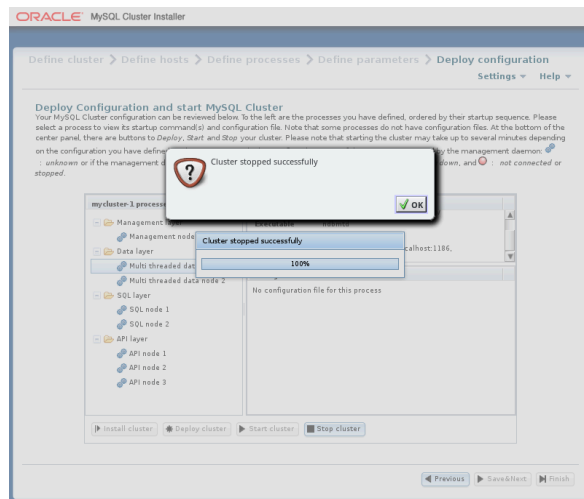 ORACLE MySQL Cluster Installer
Define cluster > Define hosts > Define processes > Define parameters > Deploy configuration
Settings Help
Deploy Configuration and start MySQL Cluster
Your MySQL Cluster configuration can be reviewed below. To the left are the processes you have defined, ordered by their startup sequence. Please
select a process to view its startup command(s) and configuration file. Note that some processes do not have configuration files. At the bottom of the
center panel, there are buttons to Deploy, Start and Stop your cluster. Please note that starting the cluster may take up to several minutes depending
on the configuration you have define by the management daemon:
: unknown or if the management d down, and : not connected or
stopped.
Cluster stopped successfully
OK
mycluster-1 processe
Management layer
Executable
Management node
Cluster stopped successfully
calhost:1186,
Data layer
100%
Multi threaded dat
Multi threaded data node 2
No configuration file for this process
SQL layer
SQL node 1
SQL node 2
API layer
API node 1
API node 2
API node 3
Install cluster Deploy cluster Start cluster Stop cluster
Previous Save&Next Finish